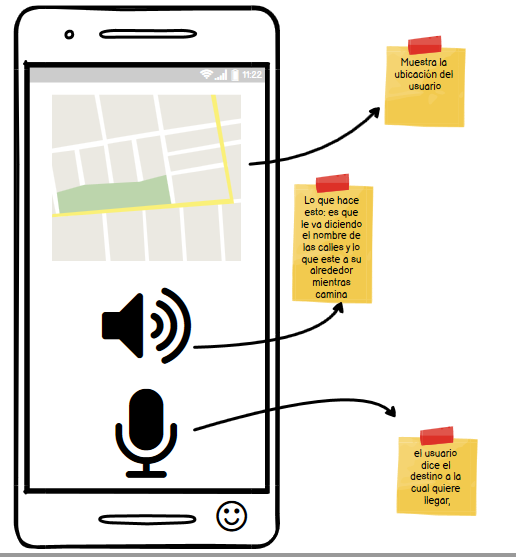 11:22
Muestra la
ubicación del
usuario
Lo que hace
esto: es que
le va diciendo
el nombre de
las calles y lo
que este a su
alrededor
mientras
camina
el usuario
dice el
destino a la
cual quiere
llegar,